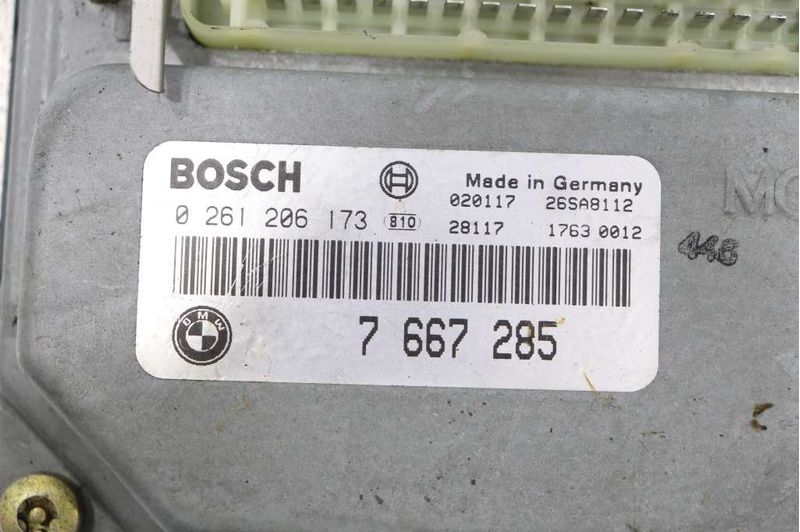 BOSCH Made in Germany
020117 26SA8112
0 261 206 173 810 28117 1763 0012
BMW 7 667 285
MO
448